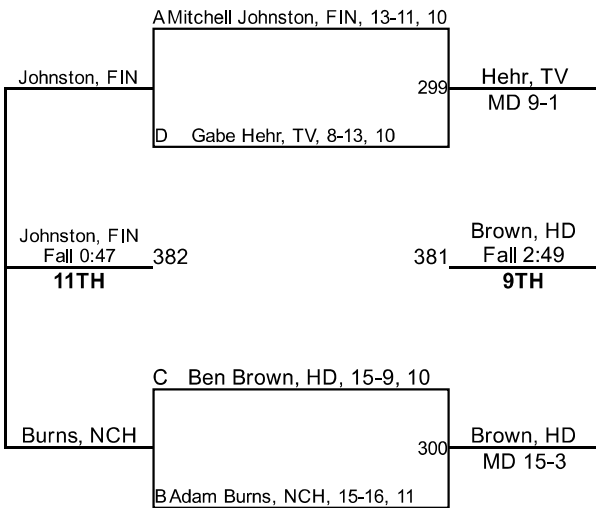 A Mitchell Johnston, FIN, 13-11, 10
Johnston, FIN
299
Hehr, TV
MD 9-1
D Gabe Hehr, TV, 8-13, 10
Johnston, FIN
Fall 0:47
11TH
382
381
Brown, HD
Fall 2:49
9TH
C Ben Brown, HD, 15-9, 10
Burns, NCH
300
Brown, HD
MD 15-3
B Adam Burns, NCH, 15-16, 11